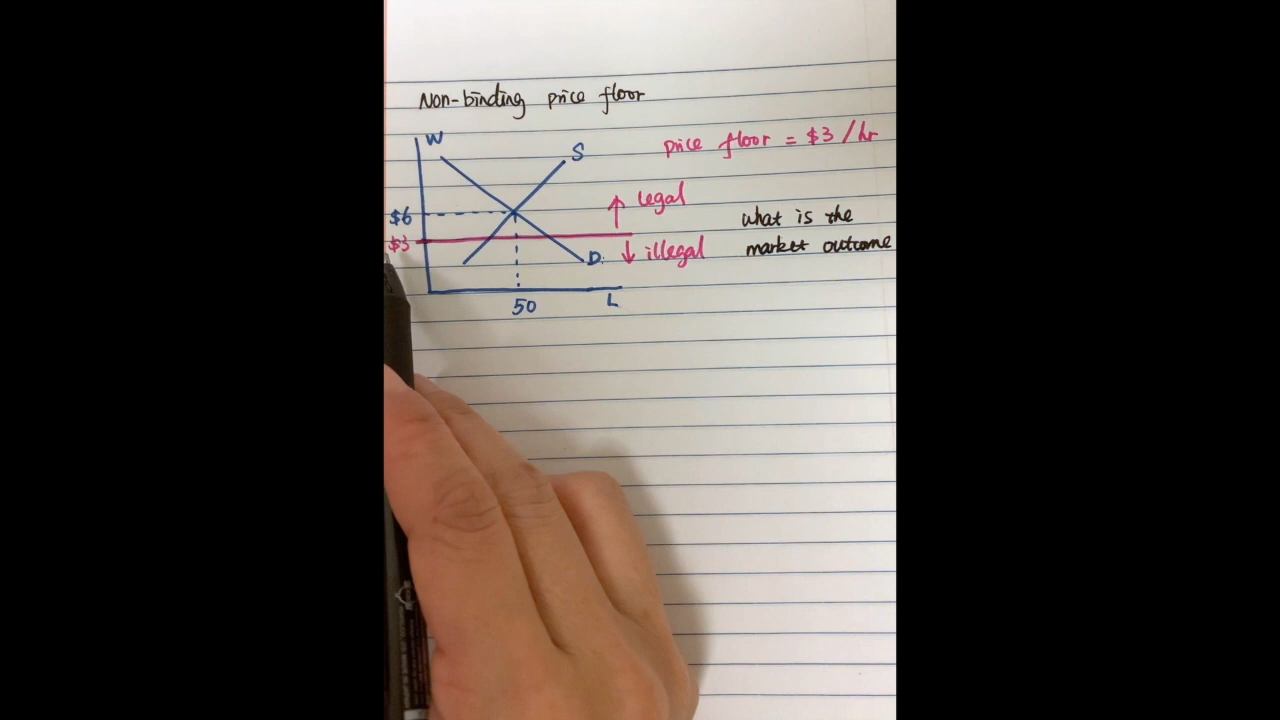 Non-binding price floor
W
price floor = $3/hr
S
↑ legal
$6
what is the
$3
D
↓ illegal
market outcome
50
L